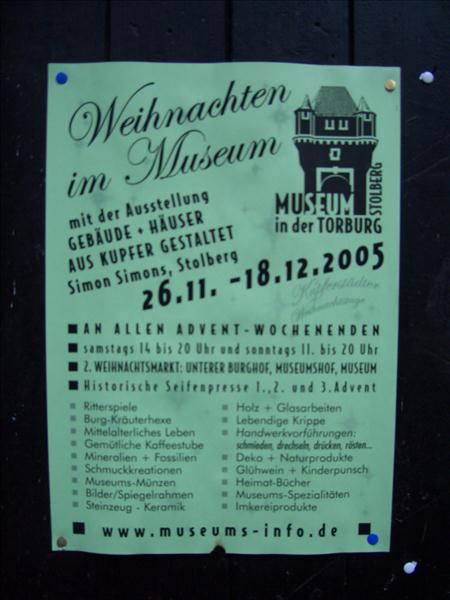 Weihnachten
im Museum
mit der Ausstellung
GEBÄUDE + HÄUSER
AUS KUPFER GESTALTET
Simon Simons, Stolberg
MUSEUM
in der TORBURG
STOLBERG
26.11. -18.12.2005
Kupferstädter
Weihnachtstage
AN ALLEN ADVENT-WOCHENENDEN
samstags 14 bis 20 Uhr und sonntags 11. bis 20 Uhr
2. WEIHNACHTSMARKT: UNTERER BURGHOF, MUSEUMSHOF, MUSEUM
Historische Seifenpresse 1., 2. und 3. Advent
Ritterspiele
Burg-Kräuterhexe
Mittelalterliches Leben
Gemütliche Kaffeestube
Mineralien + Fossilien
Schmuckkreationen
Museums-Münzen
Bilder/Spiegelrahmen
Steinzeug - Keramik
Holz + Glasarbeiten
Lebendige Krippe
Handwerkvorführungen:
schmieden, drechseln, drücken, rösten...
Deko + Naturprodukte
Glühwein + Kinderpunsch
Heimat-Bücher
Museums-Spezialitäten
Imkereiprodukte
www.museums-info.de